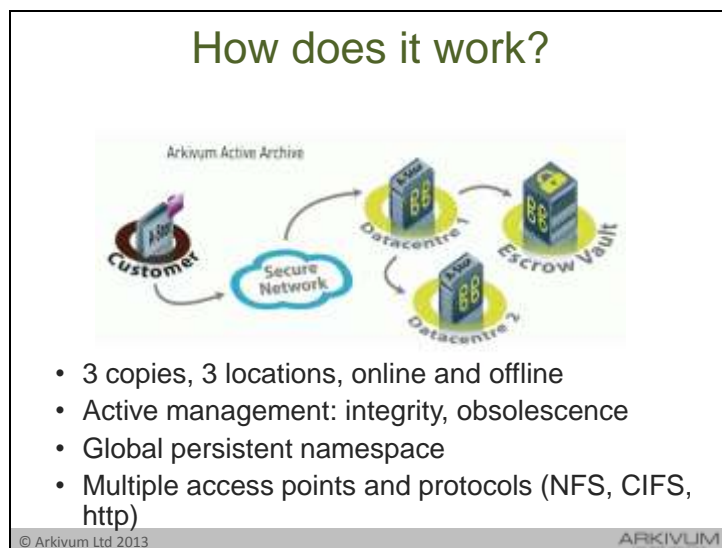 How does it work?
Arkivum Active Archive
A-Stor
Customer
Secure
Network
A-Stor
Datacentre 1
Datacentre 2
Escrow Vault
• 3 copies, 3 locations, online and offline
• Active management: integrity, obsolescence
• Global persistent namespace
• Multiple access points and protocols (NFS, CIFS,
http)
© Arkivum Ltd 2013
ARKIVUM